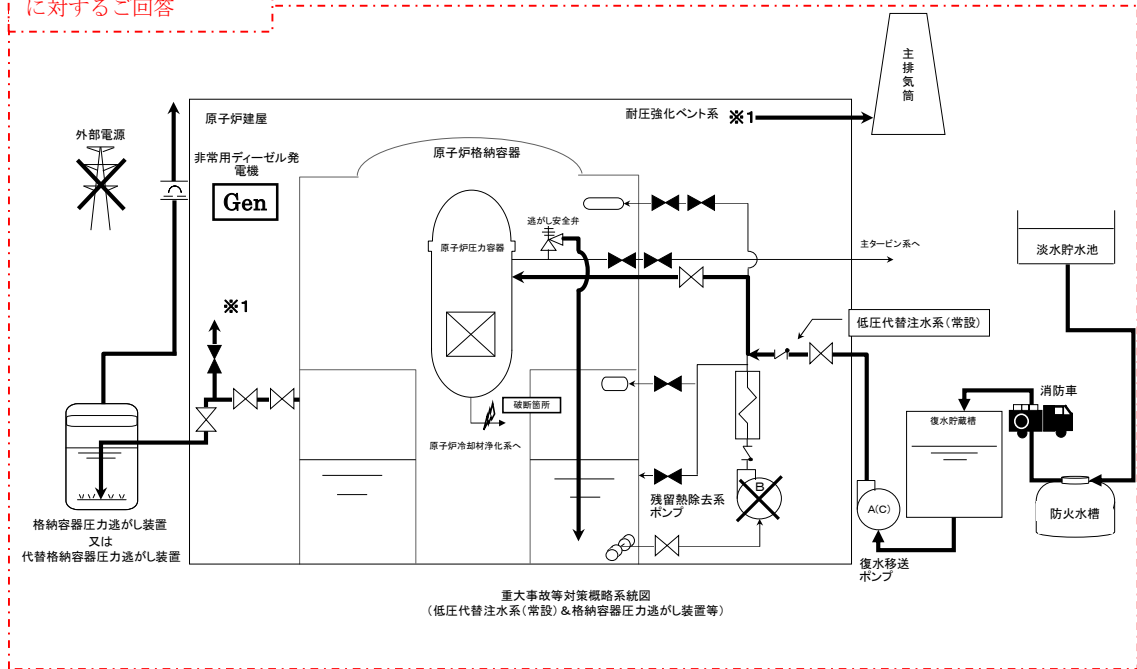 に対するご回答
主
排
気
筒
外部電源
原子炉建屋
耐圧強化ベント系 ※1
非常用ディーゼル発
電機
Gen
原子炉格納容器
逃がし安全弁
原子炉圧力容器
主タービン系へ
淡水貯水池
※1
低圧代替注水系(常設)
消防車
破断箇所
復水貯蔵槽
原子炉冷却材浄化系へ
残留熱除去系
ポンプ
B
A(C)
防火水槽
格納容器圧力逃がし装置
又は
代替格納容器圧力逃がし装置
復水移送
ポンプ
重大事故等対策概略系統図
(低圧代替注水系(常設)&格納容器圧力逃がし装置等)